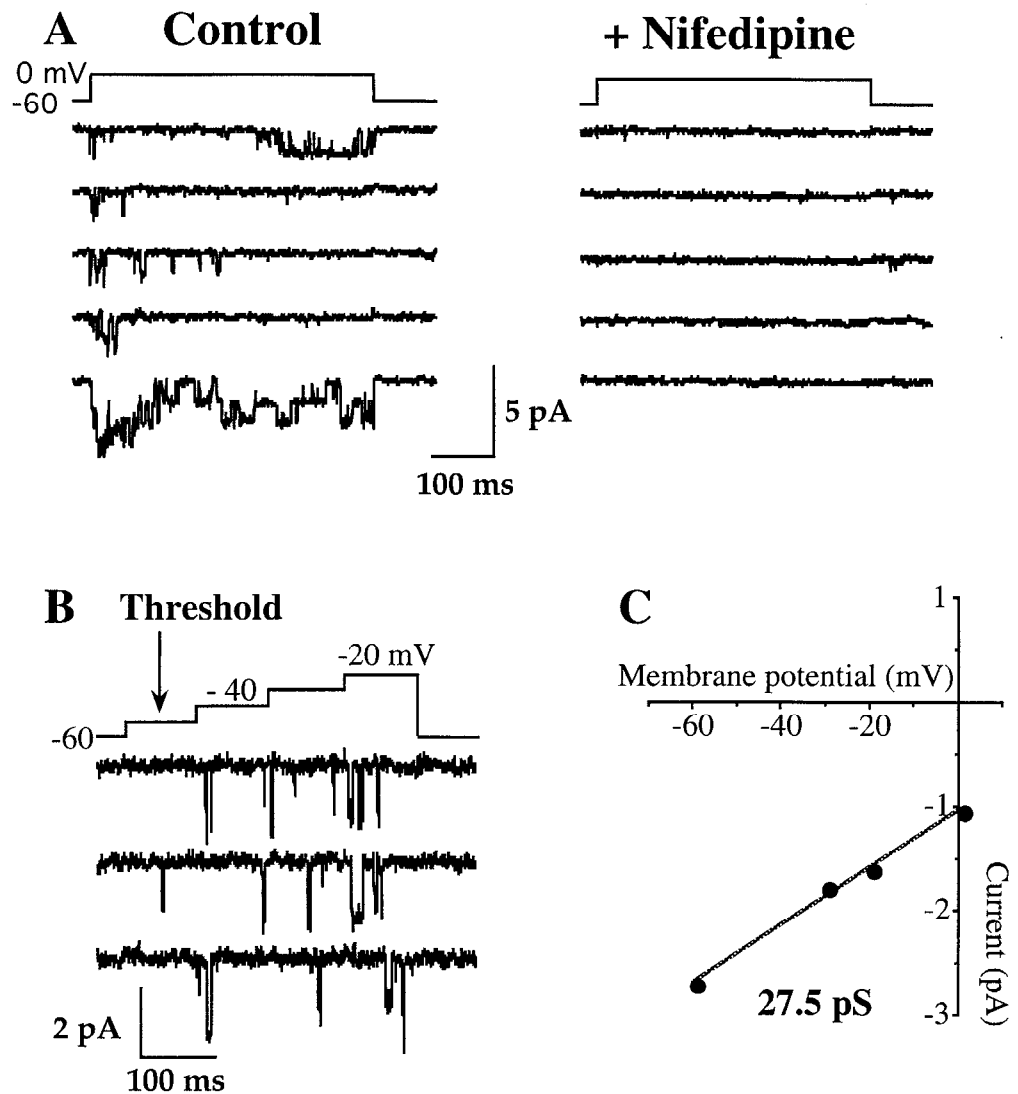 A
Control
+ Nifedipine
0 mV
-60
5 pA
100 ms
B
Threshold
-20 mV
- 40
-60
2 pA
100 ms
C
1
Membrane potential (mV)
-60
-40
-20
-1
-2
-3
Current (pA)
27.5 pS